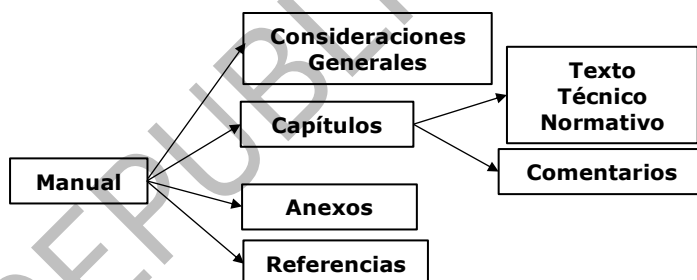 Consideraciones
Generales
Texto
Técnico
Normativo
Capítulos
Comentarios
Manual
Anexos
Referencias